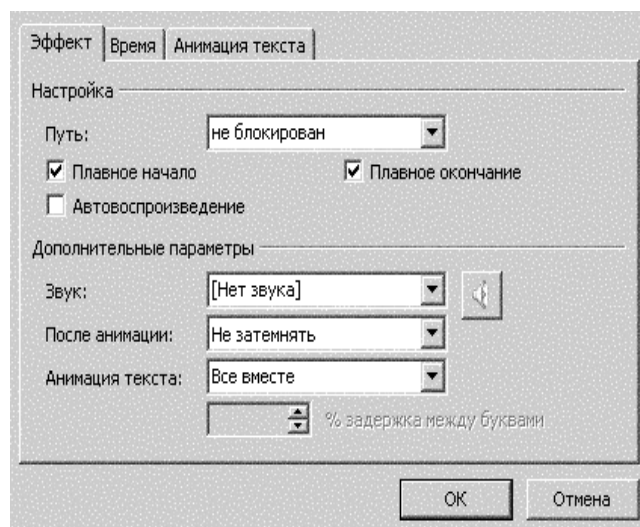 Эффект Время Анимация текста
Настройка
Путь: не блокирован
Плавное начало Плавное окончание
Автовоспроизведение
Дополнительные параметры
Звук: [Нет звука]
После анимации: Не затемнять
Анимация текста: Все вместе
% задержка между буквами
ОК Отмена